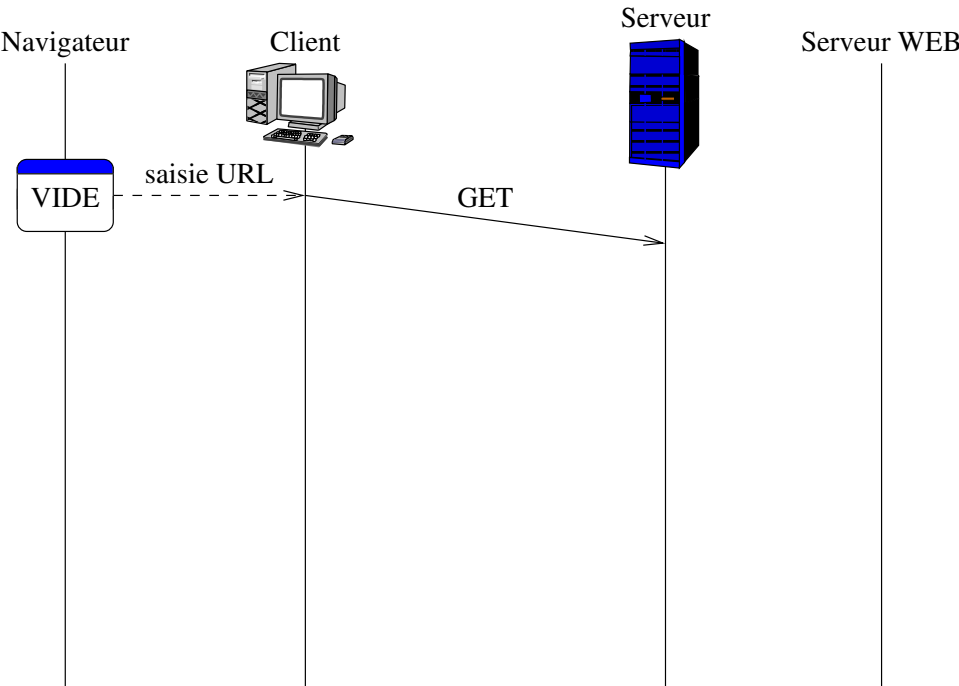 Navigateur
Client
Serveur
Serveur WEB
VIDE
saisie URL
GET